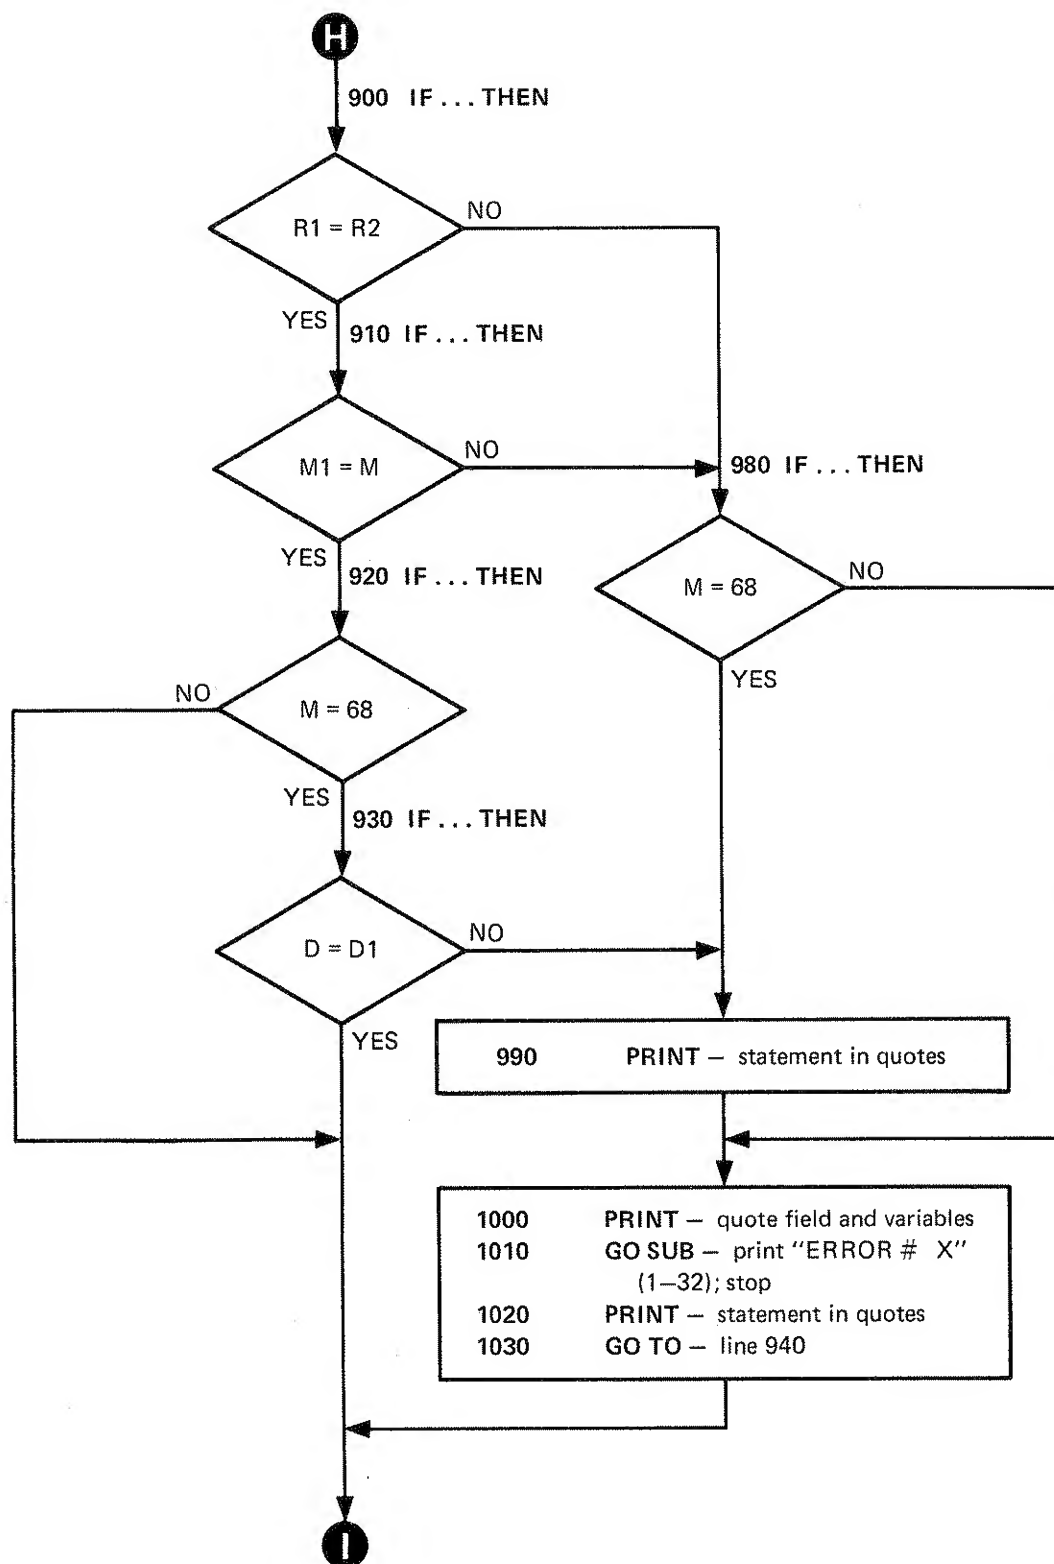 H
900 IF . . . THEN
R1 = R2
NO
YES
910 IF . . . THEN
M1 = M
NO
980 IF . . . THEN
YES
920 IF . . . THEN
M = 68
NO
YES
NO
M = 68
YES
930 IF . . . THEN
D = D1
NO
YES
990 PRINT – statement in quotes
1000 PRINT – quote field and variables
1010 GO SUB – print “ERROR # X”
(1–32); stop
1020 PRINT – statement in quotes
1030 GO TO – line 940
I